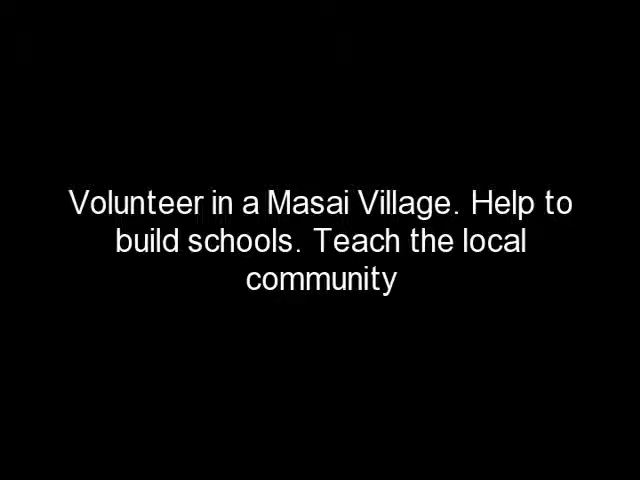 Volunteer in a Masai Village. Help to
build schools. Teach the local
community